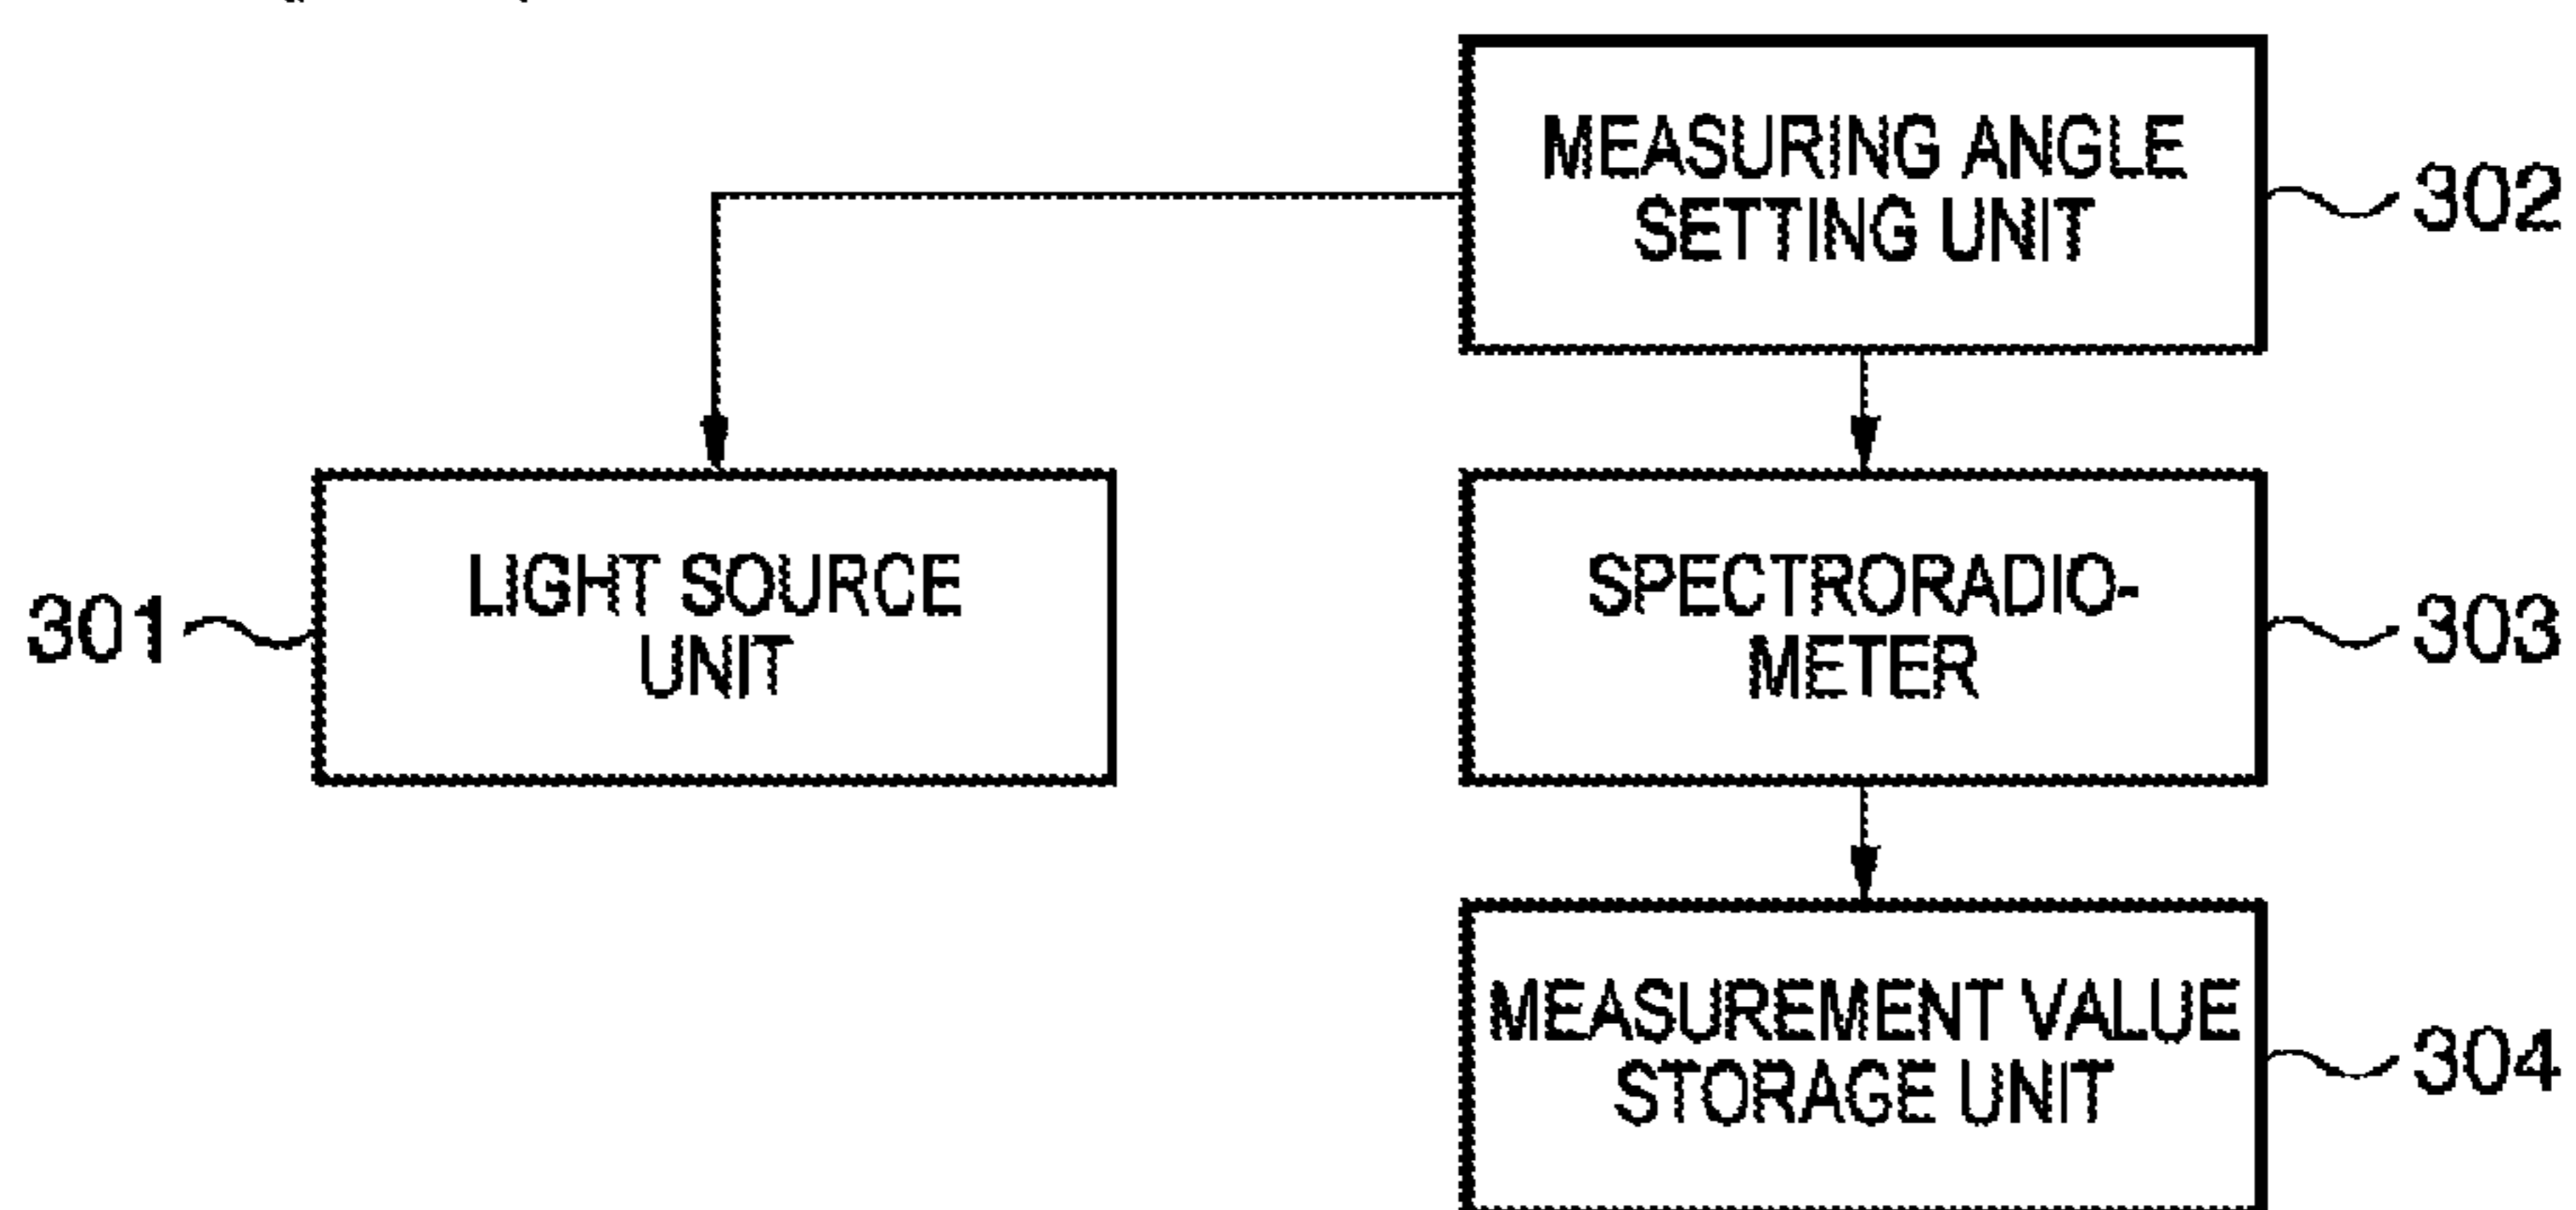 MEASURING ANGLE
SETTING UNIT
302
LIGHT SOURCE
UNIT
301
SPECTRORADIO-
METER
303
MEASUREMENT VALUE
STORAGE UNIT
304